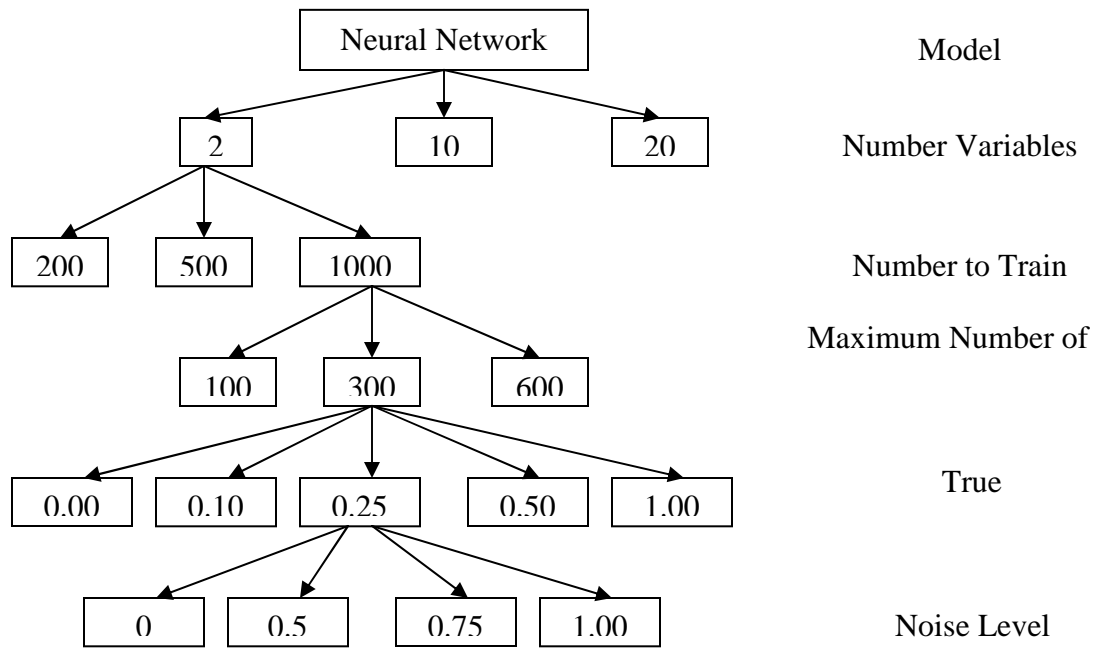 Neural Network
Model
2
10
20
Number Variables
200
500
1000
Number to Train
Maximum Number of
100
300
600
0.00
0.10
0.25
0.50
1.00
True
0
0.5
0.75
1.00
Noise Level